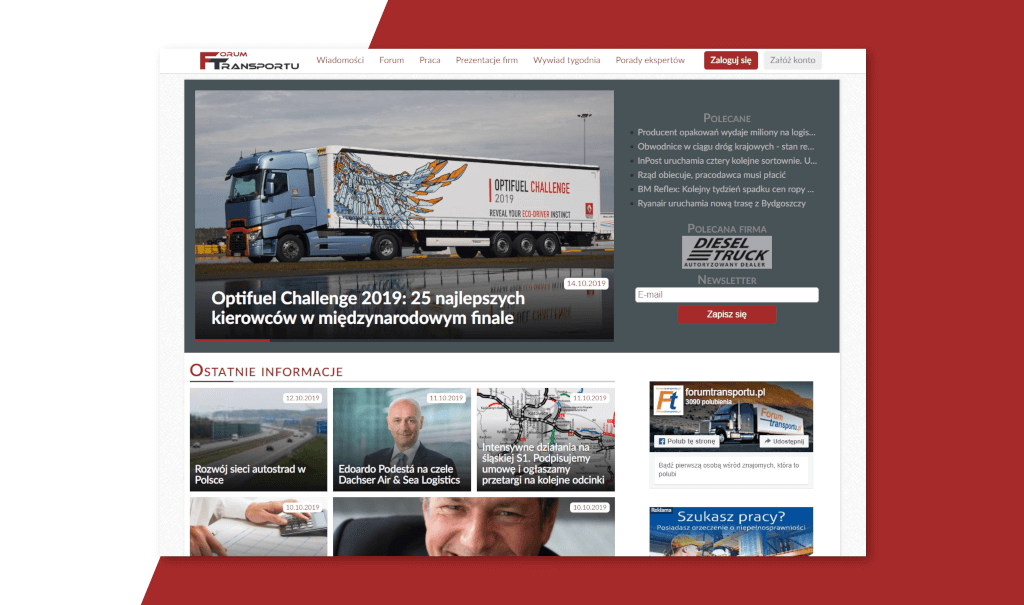 FORUM
TRANSPORTU
Wiadomości Forum Praca Prezentacje firm Wywiad tygodnia Porady ekspertów Zaloguj się Załóż konto
OPTIFUEL CHALLENGE
2019
REVEAL YOUR ECO-DRIVER INSTINCT
14.10.2019
Optifuel Challenge 2019: 25 najlepszych
kierowców w międzynarodowym finale
Polecane
Producent opakowań wydaje miliony na logis...
Obwodnice w ciągu dróg krajowych - stan re...
InPost uruchamia cztery kolejne sortownie. U...
Rząd obiecuje, pracodawca musi płacić
BM Reflex: Kolejny tydzień spadku cen ropy ...
Ryanair uruchamia nową trasę z Bydgoszczy
Polecana firma
DIESEL
TRUCK
AUTORYZOWANY DEALER
Newsletter
E-mail
Zapisz się
Ostatnie informacje
12.10.2019
Rozwój sieci autostrad w
Polsce
11.10.2019
Edoardo Podestá na czele
Dachser Air & Sea Logistics
11.10.2019
Intensywne działania na
śląskiej S1. Podpisujemy
umowę i ogłaszamy
przetargi na kolejne odcinki
10.10.2019
10.10.2019
Ft
forumtransportu.pl
3090 polubienia
Forum
transportu.pl
Polub tę stronę
Udostępnij
Bądź pierwszą osobą wśród znajomych, która to
polubi
Reklama
Szukasz pracy?
Posiadasz orzeczenie o niepełnosprawności